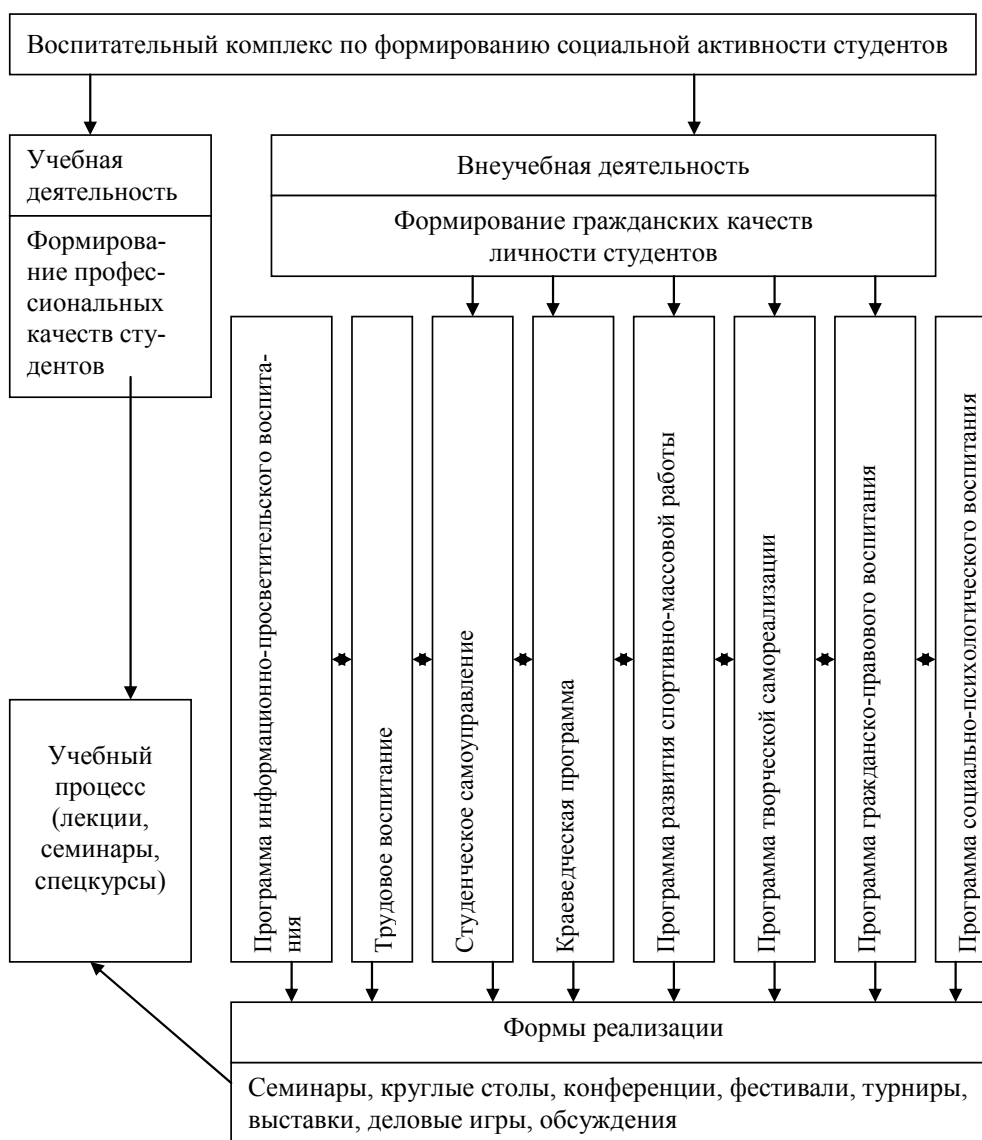 Воспитательный комплекс по формированию социальной активности студентов
Учебная
деятельность
Формирова-
ние профес-
сиональных
качеств сту-
дентов
Внеучебная деятельность
Формирование гражданских качеств
личности студентов
Программа информационно-просветительского воспита-
ния
Трудовое воспитание
Студенческое самоуправление
Краеведческая программа
Программа развития спортивно-массовой работы
Программа творческой самореализации
Программа гражданско-правового воспитания
Программа социально-психологического воспитания
Учебный
процесс
(лекции,
семинары,
спецкурсы)
Формы реализации
Семинары, круглые столы, конференции, фестивали, турниры,
выставки, деловые игры, обсуждения